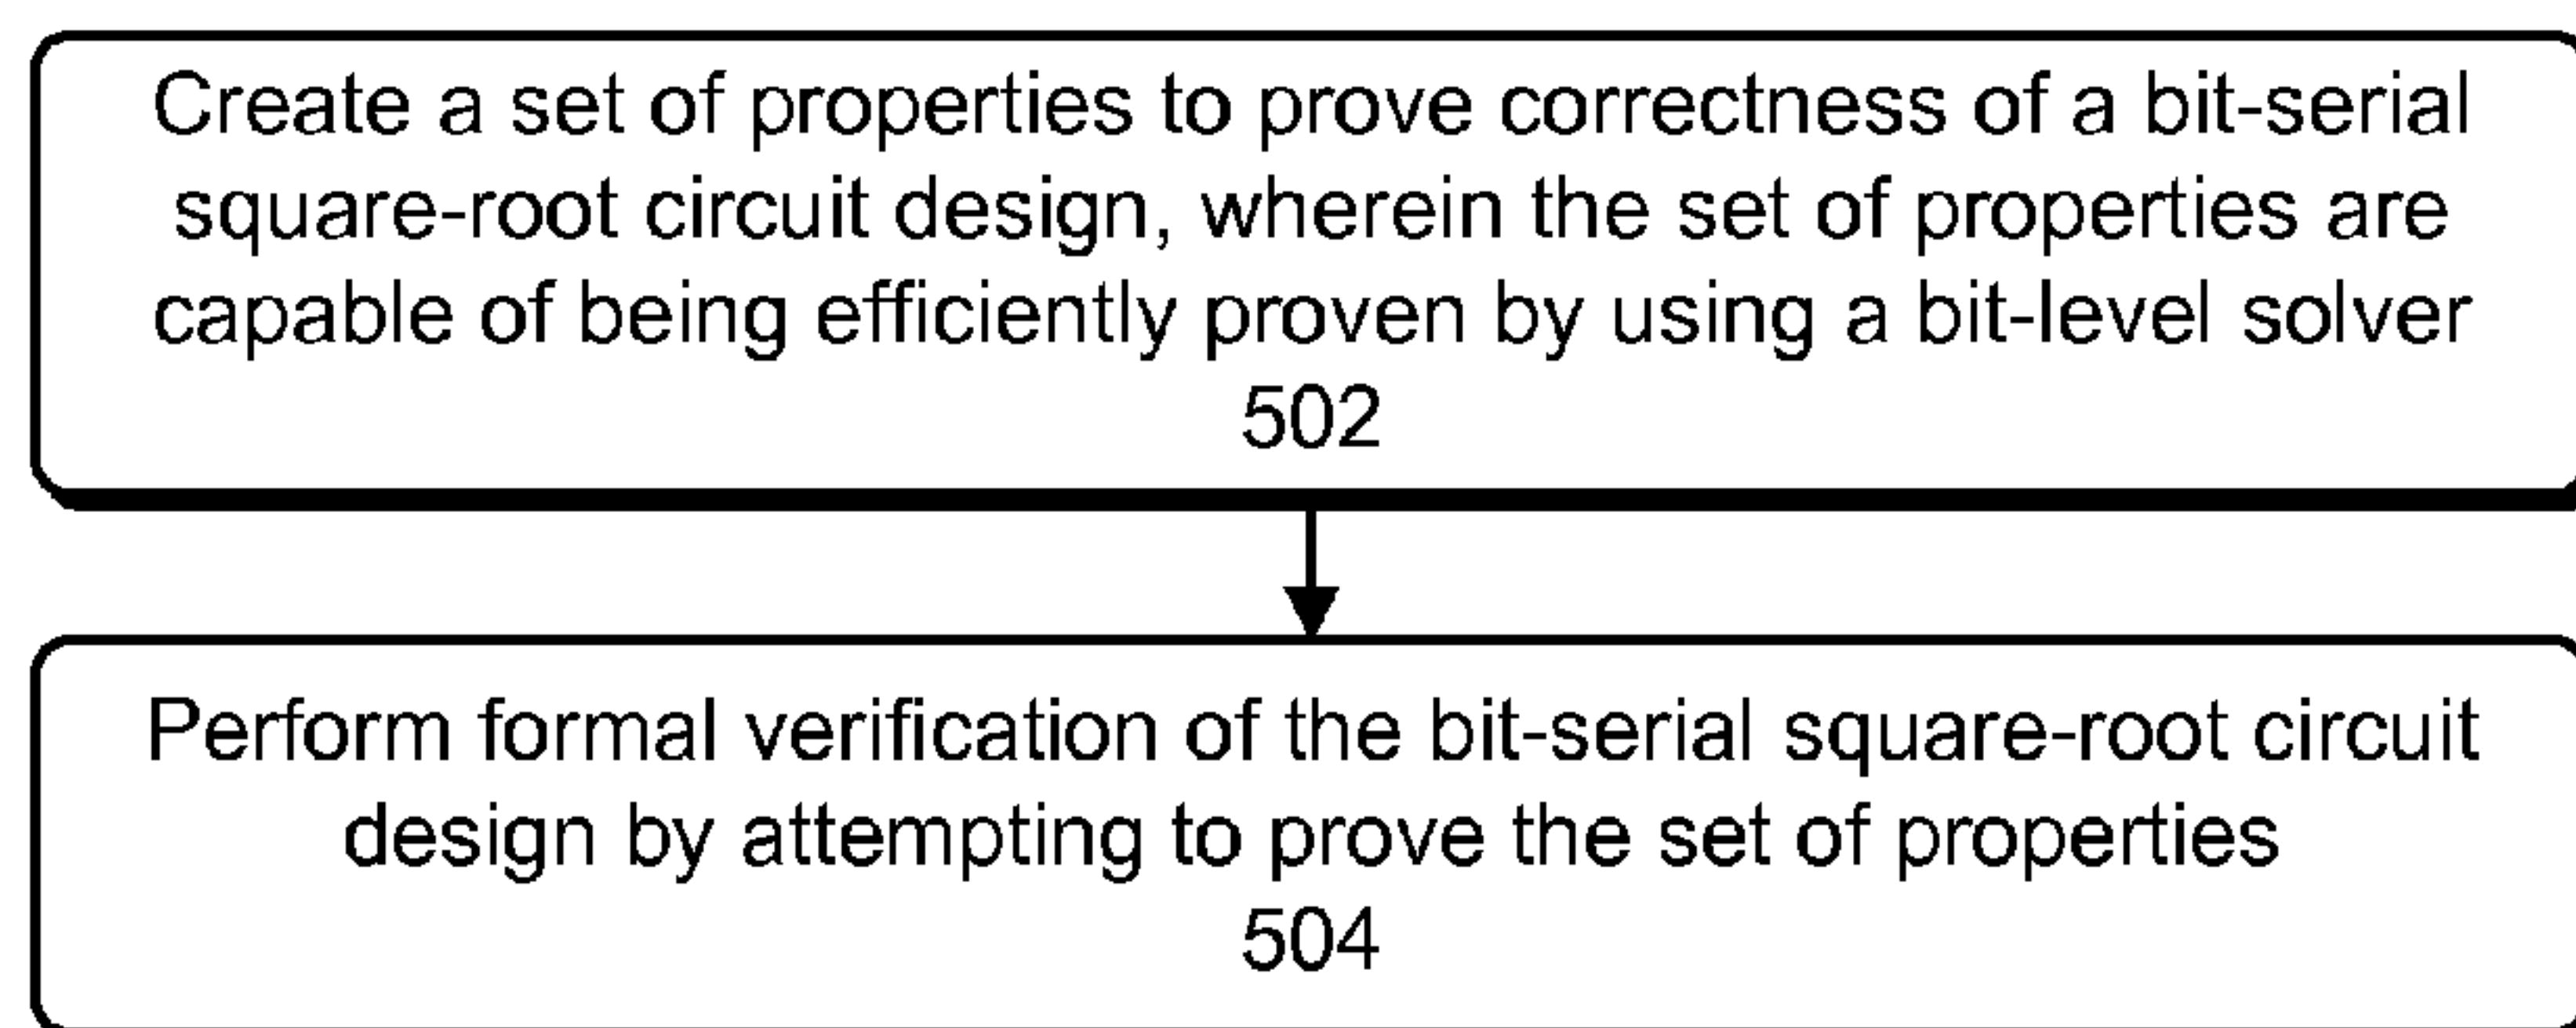 Create a set of properties to prove correctness of a bit-serial
square-root circuit design, wherein the set of properties are
capable of being efficiently proven by using a bit-level solver
502
Perform formal verification of the bit-serial square-root circuit
design by attempting to prove the set of properties
504